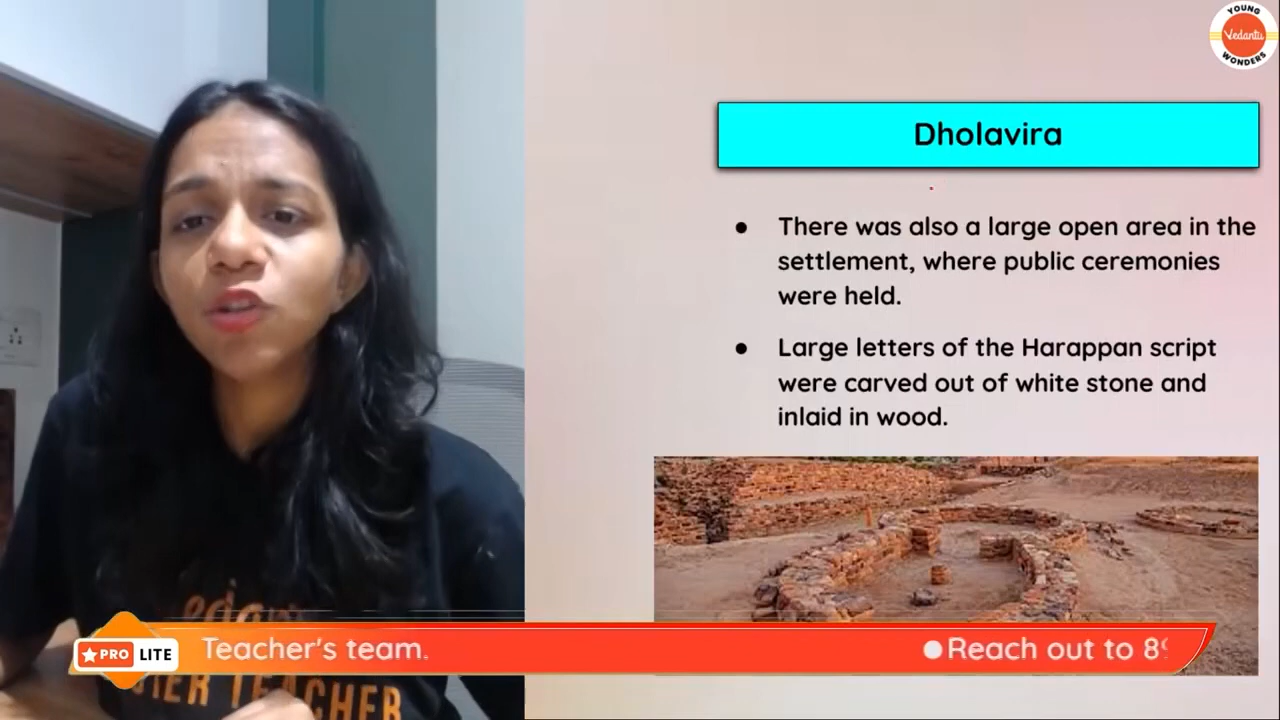 YOUNG
Vedantu
WONDERS
Dholavira
● There was also a large open area in the
settlement, where public ceremonies
were held.
● Large letters of the Harappan script
were carved out of white stone and
inlaid in wood.
PRO LITE
Teacher's team.
●Reach out to 8
TEACHER